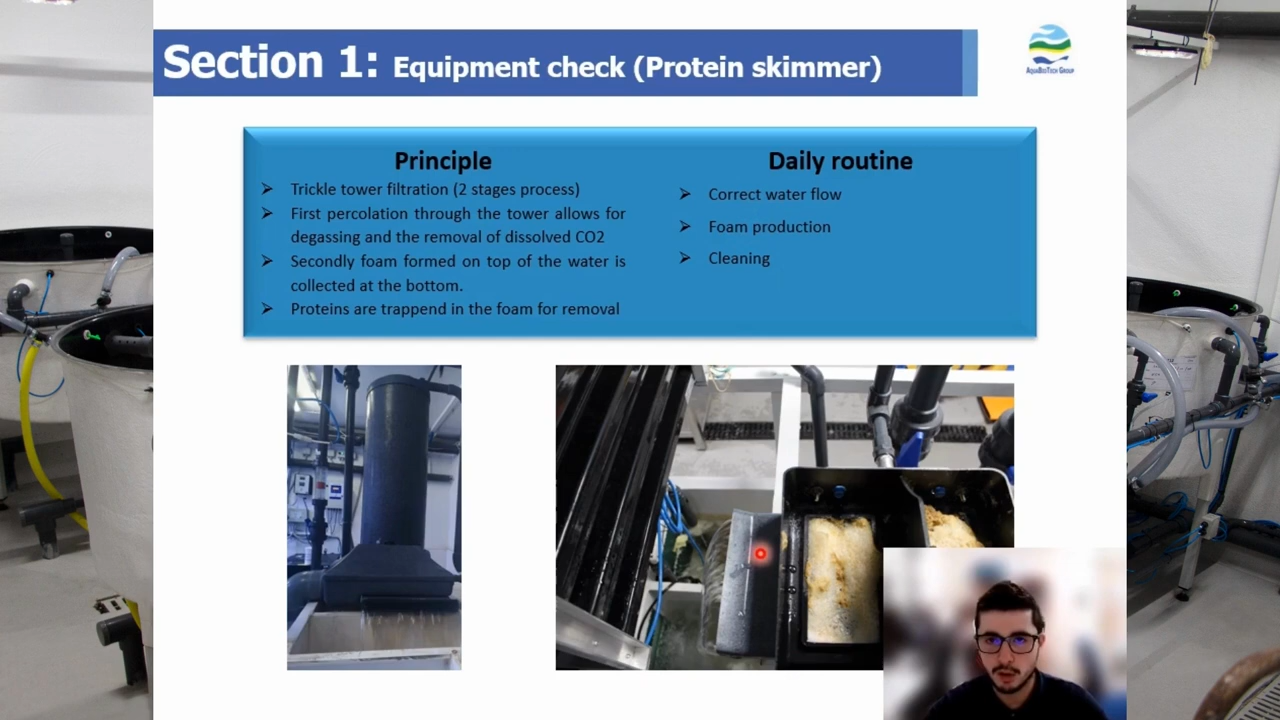 Section 1: Equipment check (Protein skimmer)
AquaBioTech Group
Principle
Trickle tower filtration (2 stages process)
First percolation through the tower allows for
degassing and the removal of dissolved CO2
Secondly foam formed on top of the water is
collected at the bottom.
Proteins are trappend in the foam for removal
Daily routine
Correct water flow
Foam production
Cleaning